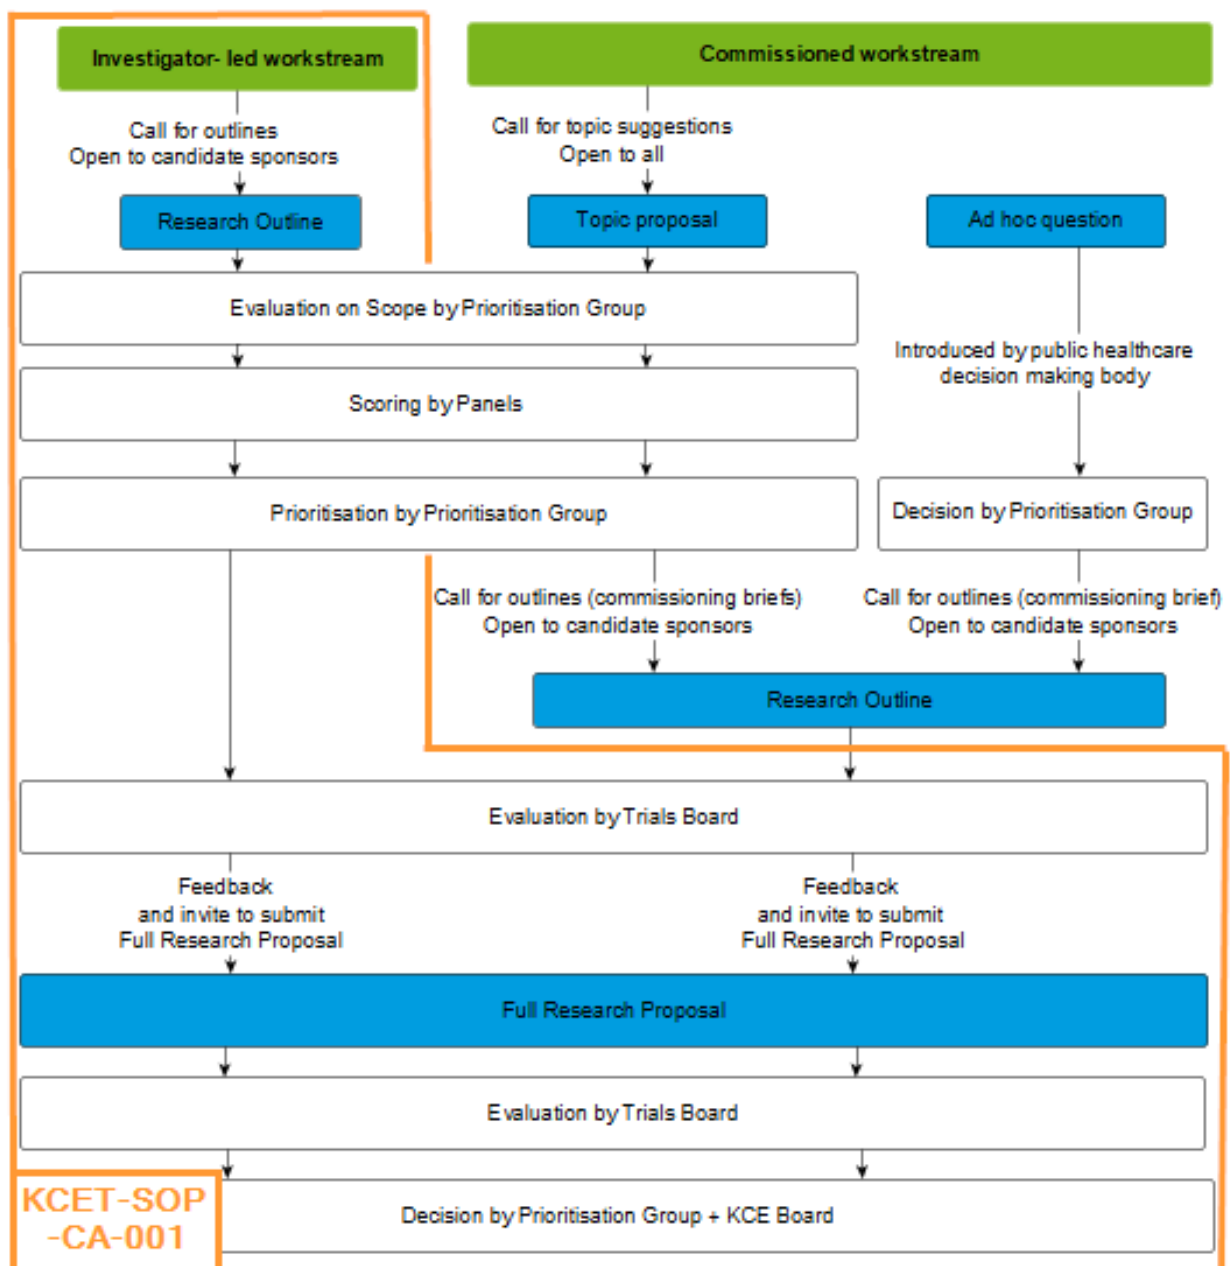 Investigator- led workstream
Commissioned workstream
Call for outlines
Open to candidate sponsors
Call for topic suggestions
Open to all
Research Outline
Topic proposal
Ad hoc question
Evaluation on Scope by Prioritisation Group
Introduced by public healthcare
decision making body
Scoring by Panels
Prioritisation by Prioritisation Group
Decision by Prioritisation Group
Call for outlines (commissioning briefs)
Open to candidate sponsors
Call for outlines (commissioning brief)
Open to candidate sponsors
Research Outline
Evaluation by Trials Board
Feedback
and invite to submit
Full Research Proposal
Feedback
and invite to submit
Full Research Proposal
Full Research Proposal
Evaluation by Trials Board
Decision by Prioritisation Group + KCE Board
KCET-SOP
-CA-001